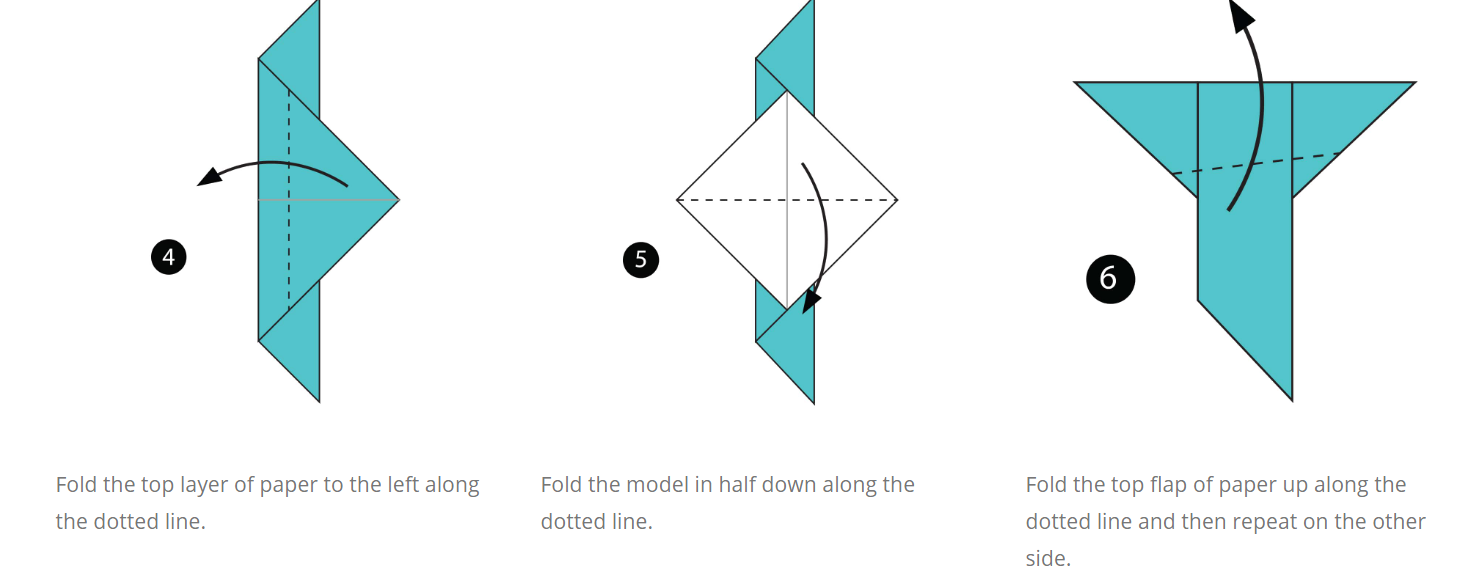 4
5
6
Fold the top layer of paper to the left along
the dotted line.
Fold the model in half down along the
dotted line.
Fold the top flap of paper up along the
dotted line and then repeat on the other
side.